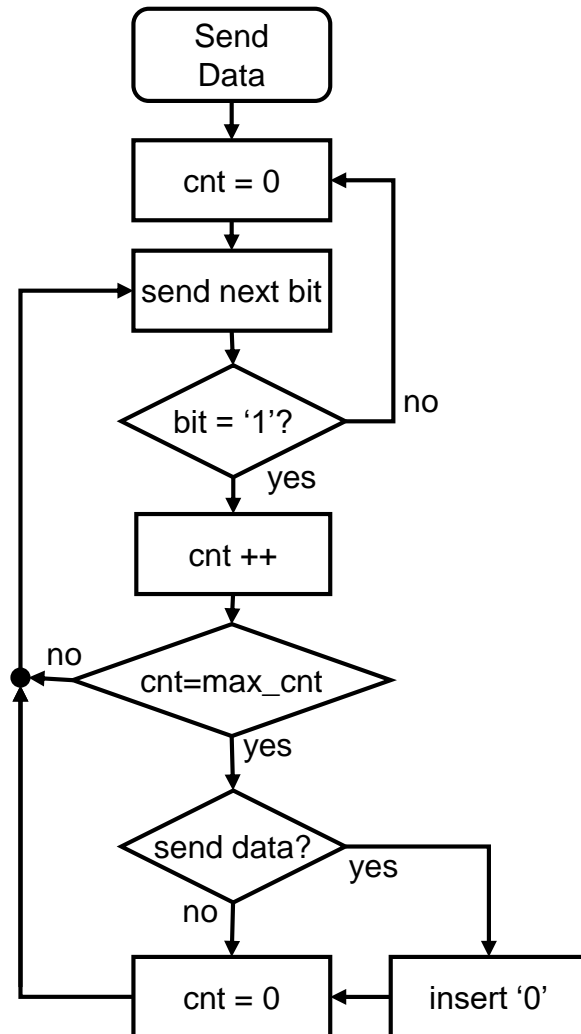 Send
Data
cnt = 0
send next bit
bit = ‘1’?
no
yes
cnt ++
no
cnt=max_cnt
yes
send data?
yes
no
cnt = 0
insert ‘0’